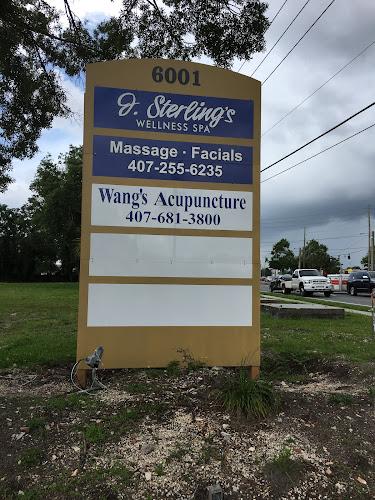 6001
J. Sterling's
WELLNESS SPA
Massage · Facials
407-255-6235
Wang's Acupuncture
407-681-3800